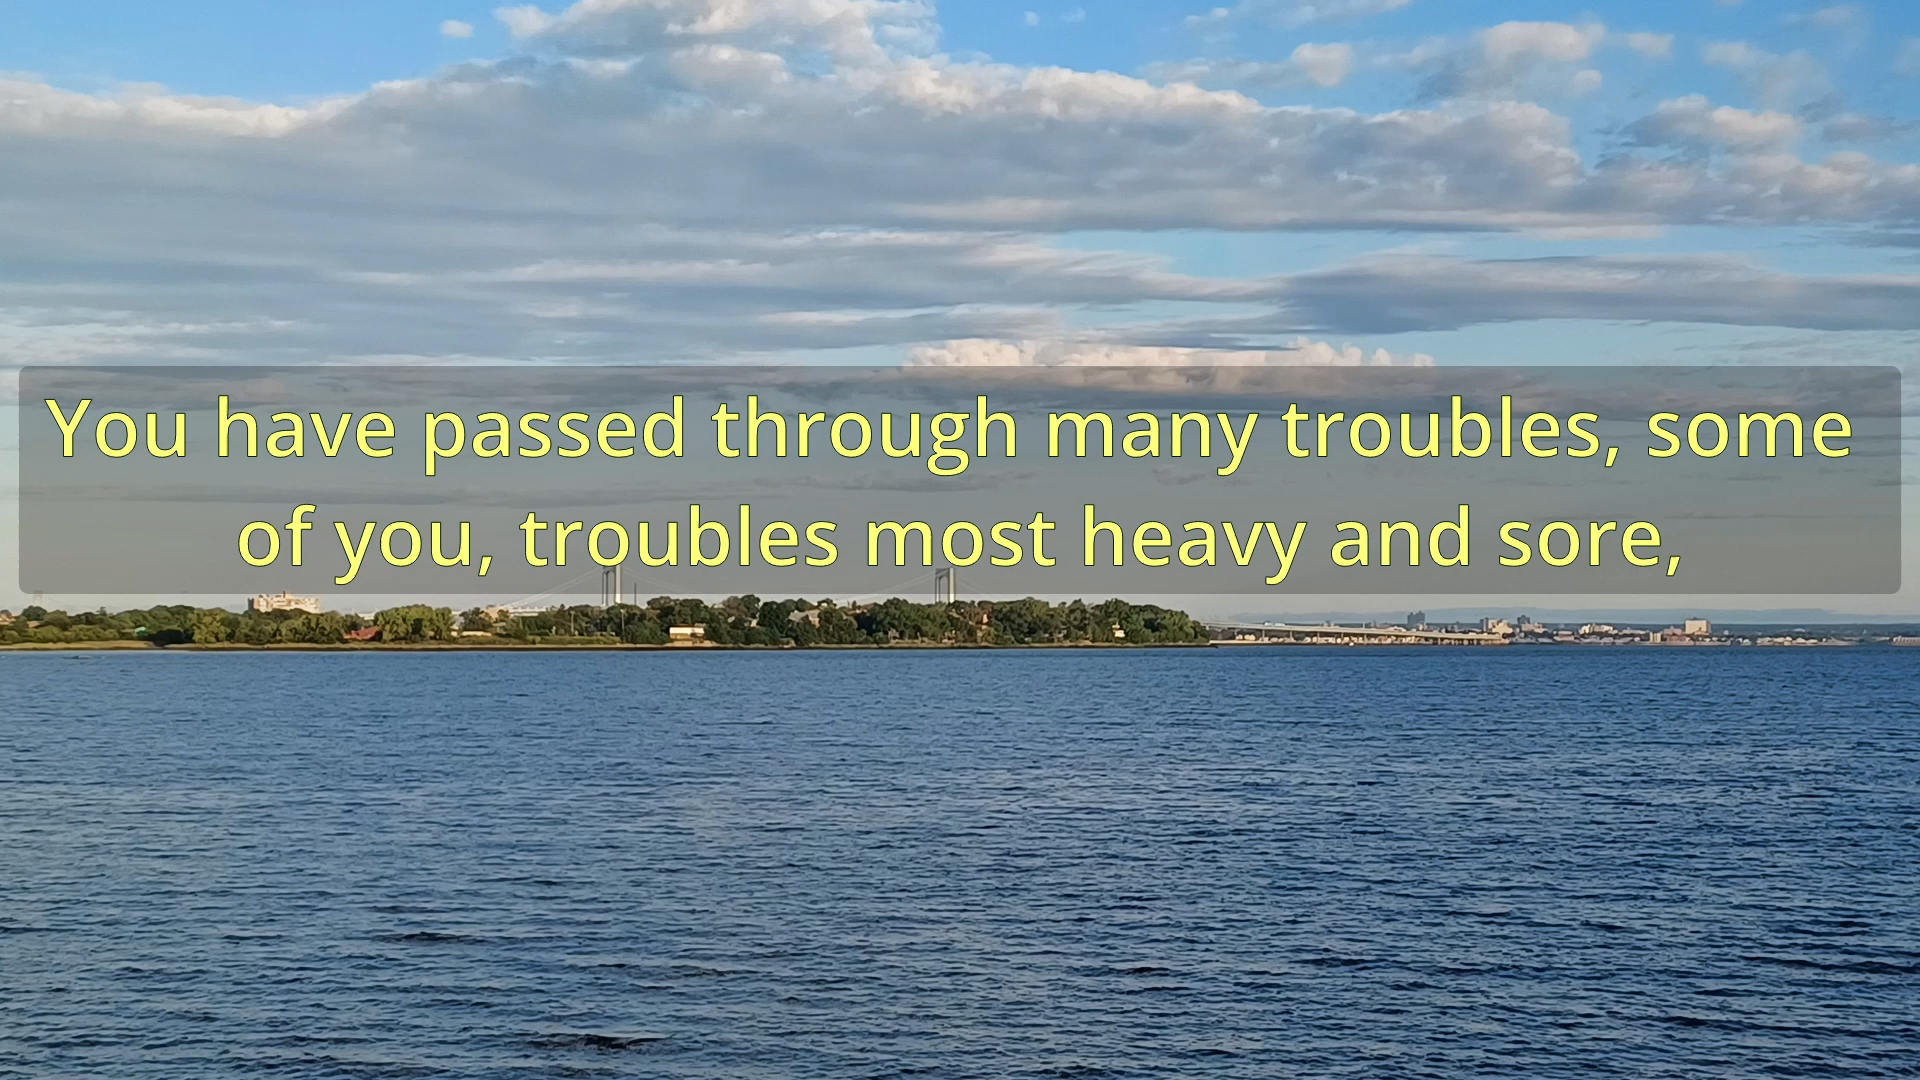 You have passed through many troubles, some
of you, troubles most heavy and sore,